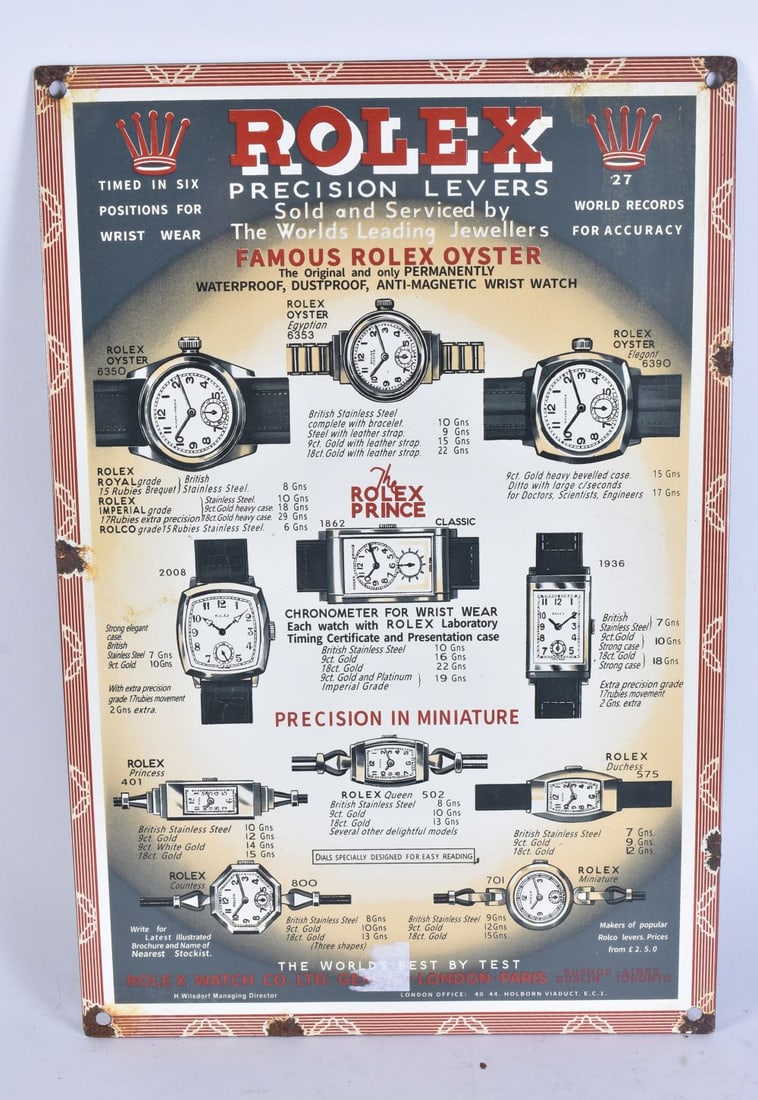 ROLEX
PRECISION LEVERS
Sold and Serviced by
The Worlds Leading Jewellers
TIMED IN SIX
POSITIONS FOR
WRIST WEAR
27
WORLD RECORDS
FOR ACCURACY
FAMOUS ROLEX OYSTER
The Original and only PERMANENTLY
WATERPROOF, DUSTPROOF, ANTI-MAGNETIC WRIST WATCH
ROLEX
OYSTER
6350
ROLEX
OYSTER
Egyptian
6353
ROLEX
OYSTER
Elegant
6390
British Stainless Steel
complete with bracelet. 10 Gns
Steel with leather strap. 9 Gns
9ct. Gold with leather strap. 15 Gns
18ct. Gold with leather strap. 22 Gns
ROLEX
ROYAL grade } British
15 Rubies Brequet } Stainless Steel. 8 Gns
ROLEX } Stainless Steel. 10 Gns
IMPERIAL grade } 9ct. Gold heavy case. 18 Gns
17 Rubies extra precision } 18ct. Gold heavy case. 29 Gns
ROLCO grade 15 Rubies Stainless Steel. 6 Gns
9ct. Gold heavy bevelled case. 15 Gns
Ditto with large c/seconds
for Doctors, Scientists, Engineers 17 Gns
The
ROLEX
PRINCE
1862
CLASSIC
CHRONOMETER FOR WRIST WEAR
Each watch with ROLEX Laboratory
Timing Certificate and Presentation case
British Stainless Steel 10 Gns
9ct. Gold 16 Gns
18ct. Gold 22 Gns
9ct. Gold and Platinum } 19 Gns
Imperial Grade
2008
Strong elegant
case.
British
Stainless Steel 7 Gns
9ct. Gold. 10Gns
With extra precision
grade 17rubies movement
2 Gns extra.
1936
British
Stainless Steel } 7 Gns
9ct.Gold
Strong case } 10 Gns
18ct. Gold
Strong case } 18 Gns
Extra precision grade
17rubies movement
2 Gns. extra
PRECISION IN MINIATURE
ROLEX
Princess
401
British Stainless Steel 10 Gns
9ct. Gold 12 Gns
9ct. White Gold 14 Gns
18ct. Gold 15 Gns
ROLEX Queen 502
British Stainless Steel 8 Gns
9ct. Gold 10 Gns
18ct. Gold 13 Gns
Several other delightful models
ROLEX
Duchess
575
British Stainless Steel 7 Gns.
9ct. Gold 9 Gns.
18ct. Gold 12 Gns.
DIALS SPECIALLY DESIGNED FOR EASY READING
ROLEX
Countess
800
British Stainless Steel 8Gns
9ct. Gold 10Gns
18ct. Gold 13 Gns
(Three shapes)
701
ROLEX
Miniature
British Stainless Steel 9Gns
9ct. Gold 12Gns
18ct. Gold 15Gns
Write for
Latest Illustrated
Brochure and Name of
Nearest Stockist.
Makers of popular
Rolco levers. Prices
from £ 2. 5. 0
THE WORLDS BEST BY TEST
ROLEX WATCH CO. LTD. LONDON PARIS BUENOS-AIRES
DUBLIN TORONTO
H.Wilsdorf Managing Director
LONDON OFFICE: 40 44. HOLBORN VIADUCT, E.C.1.